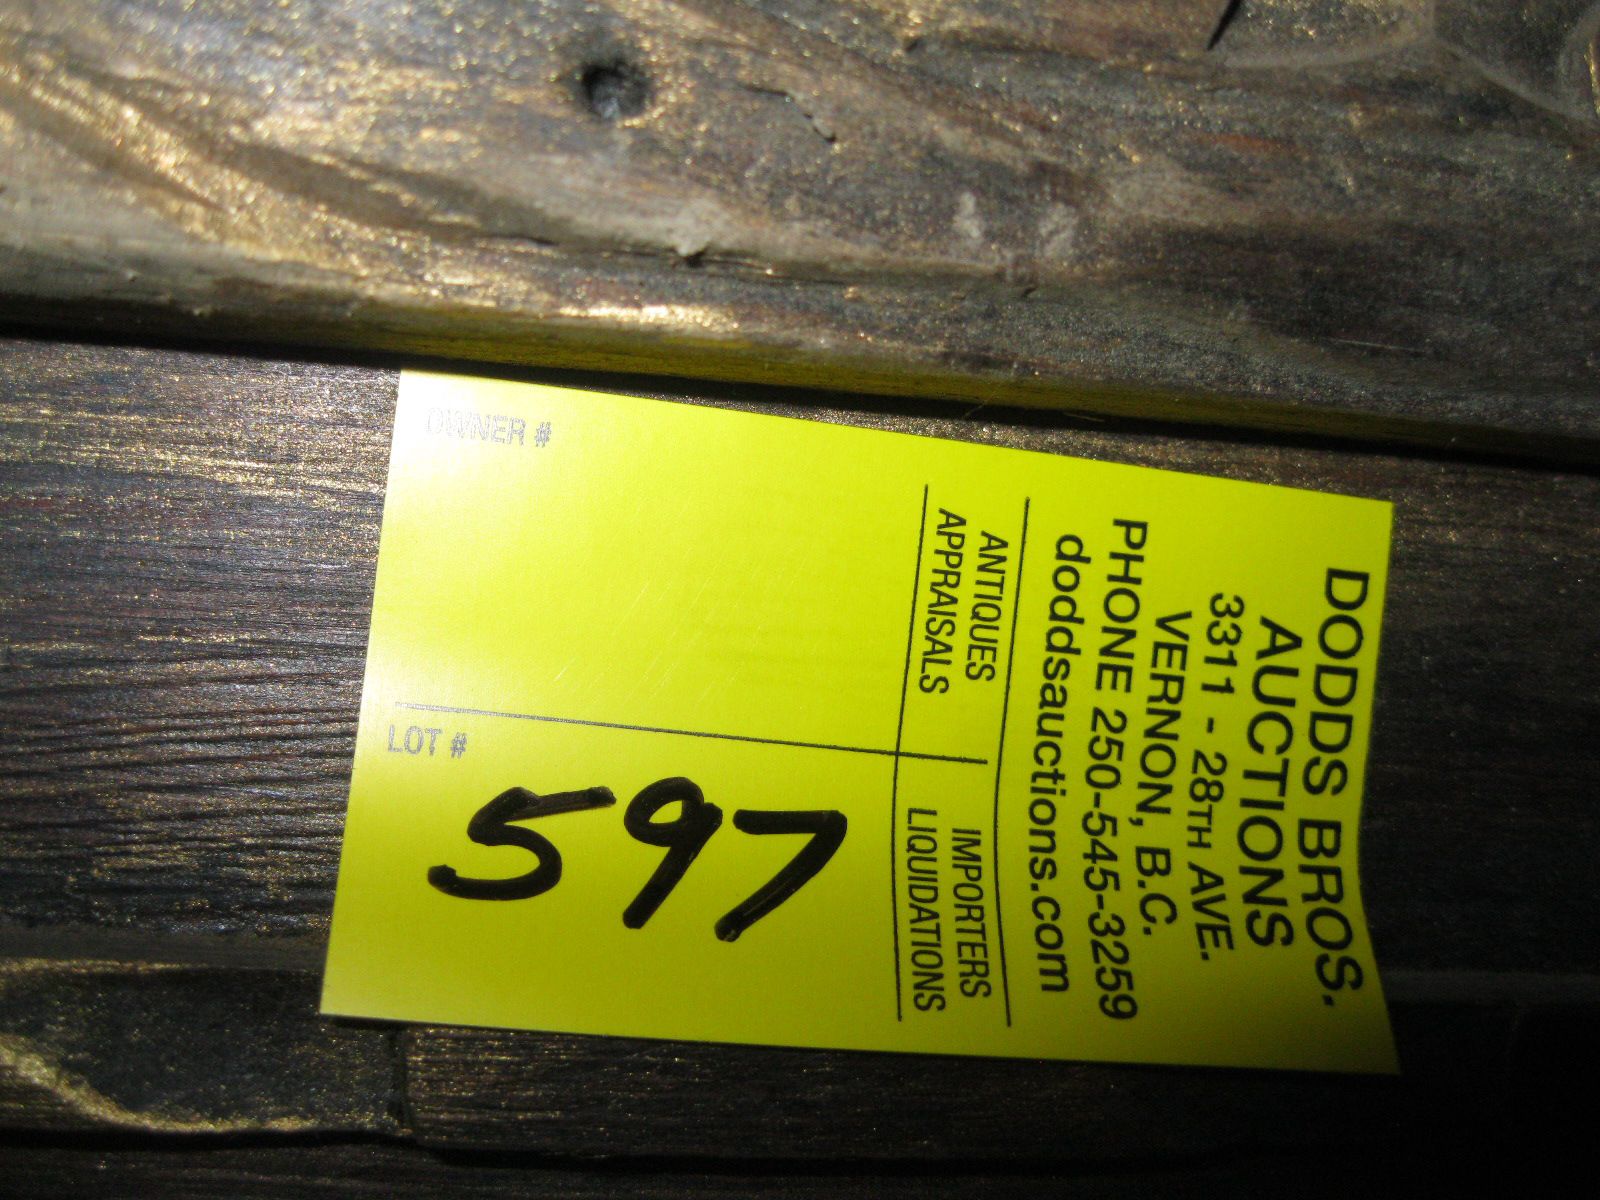 DODDS BROS.
AUCTIONS
3311 - 28TH AVE.
VERNON, B.C.
PHONE 250-545-3259
doddsauctions.com
ANTIQUES IMPORTERS
APPRAISALS LIQUIDATIONS
OWNER #
LOT #
597